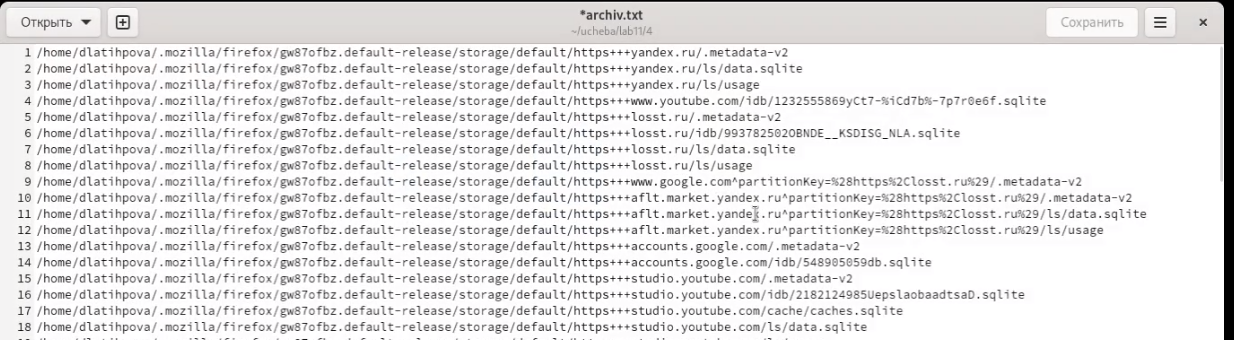 Открыть
*archiv.txt
~/ucheba/lab11/4
Сохранить
1 /home/dlatihpova/.mozilla/firefox/gw87ofbz.default-release/storage/default/https+++yandex.ru/.metadata-v2
2 /home/dlatihpova/.mozilla/firefox/gw87ofbz.default-release/storage/default/https+++yandex.ru/ls/data.sqlite
3 /home/dlatihpova/.mozilla/firefox/gw87ofbz.default-release/storage/default/https+++yandex.ru/ls/usage
4 /home/dlatihpova/.mozilla/firefox/gw87ofbz.default-release/storage/default/https+++www.youtube.com/idb/1232555869yCt7-%iCd7b%-7p7r0e6f.sqlite
5 /home/dlatihpova/.mozilla/firefox/gw87ofbz.default-release/storage/default/https+++losst.ru/.metadata-v2
6 /home/dlatihpova/.mozilla/firefox/gw87ofbz.default-release/storage/default/https+++losst.ru/idb/993782502OBNDE__KSDISG_NLA.sqlite
7 /home/dlatihpova/.mozilla/firefox/gw87ofbz.default-release/storage/default/https+++losst.ru/ls/data.sqlite
8 /home/dlatihpova/.mozilla/firefox/gw87ofbz.default-release/storage/default/https+++losst.ru/ls/usage
9 /home/dlatihpova/.mozilla/firefox/gw87ofbz.default-release/storage/default/https+++www.google.com^partitionKey=%28https%2Closst.ru%29/.metadata-v2
10 /home/dlatihpova/.mozilla/firefox/gw87ofbz.default-release/storage/default/https+++aflt.market.yandex.ru^partitionKey=%28https%2Closst.ru%29/.metadata-v2
11 /home/dlatihpova/.mozilla/firefox/gw87ofbz.default-release/storage/default/https+++aflt.market.yandex.ru^partitionKey=%28https%2Closst.ru%29/ls/data.sqlite
12 /home/dlatihpova/.mozilla/firefox/gw87ofbz.default-release/storage/default/https+++aflt.market.yandex.ru^partitionKey=%28https%2Closst.ru%29/ls/usage
13 /home/dlatihpova/.mozilla/firefox/gw87ofbz.default-release/storage/default/https+++accounts.google.com/.metadata-v2
14 /home/dlatihpova/.mozilla/firefox/gw87ofbz.default-release/storage/default/https+++accounts.google.com/idb/548905059db.sqlite
15 /home/dlatihpova/.mozilla/firefox/gw87ofbz.default-release/storage/default/https+++studio.youtube.com/.metadata-v2
16 /home/dlatihpova/.mozilla/firefox/gw87ofbz.default-release/storage/default/https+++studio.youtube.com/idb/2182124985UepslaobaadtsaD.sqlite
17 /home/dlatihpova/.mozilla/firefox/gw87ofbz.default-release/storage/default/https+++studio.youtube.com/cache/caches.sqlite
18 /home/dlatihpova/.mozilla/firefox/gw87ofbz.default-release/storage/default/https+++studio.youtube.com/ls/data.sqlite